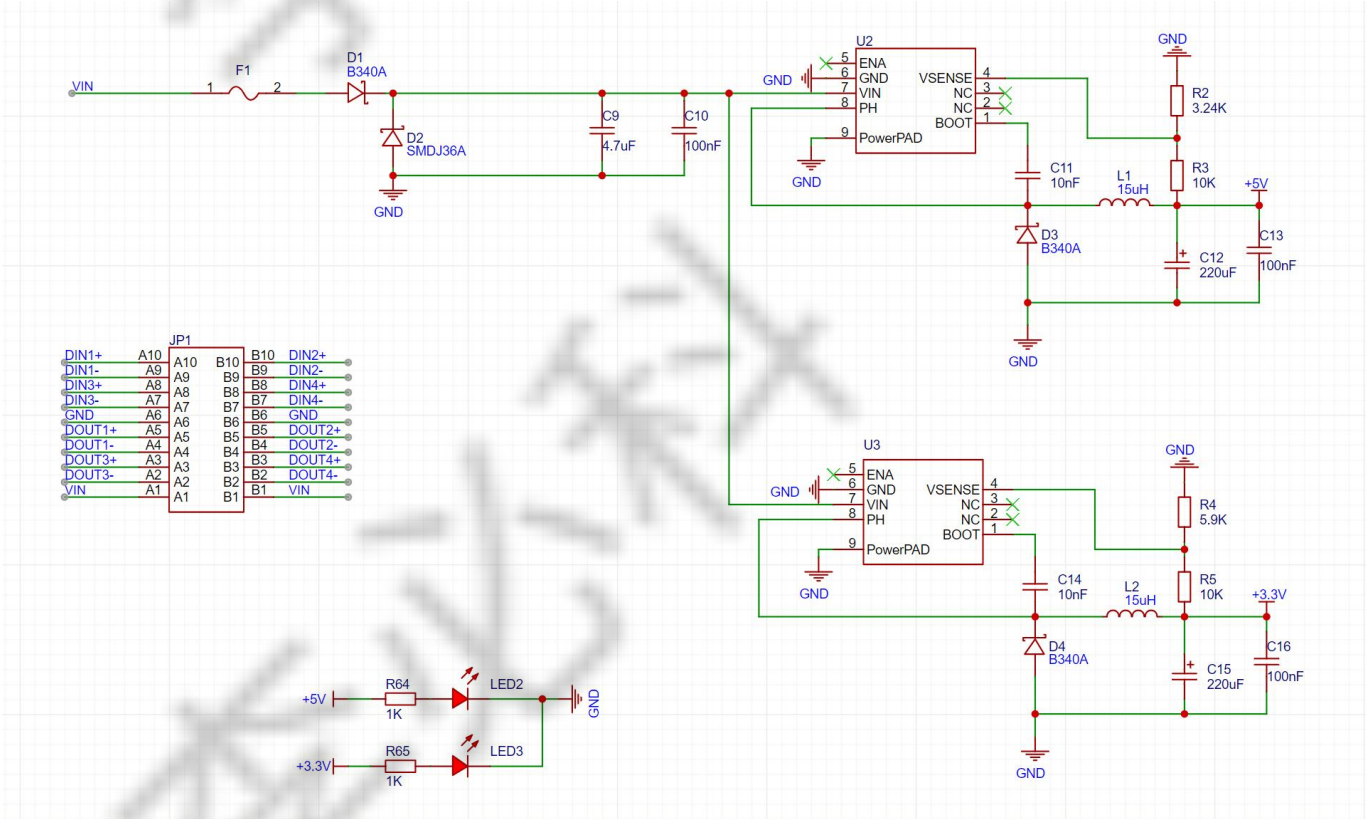 VIN
F1
1 2
D1
B340A
D2
SMDJ36A
GND
C9
4.7uF
C10
100nF
U2
5 ENA
6 GND
7 VIN
8 PH
9 PowerPAD
VSENSE 4
NC 3
NC 2
BOOT 1
GND
GND
GND
R2
3.24K
R3
10K
C11
10nF
L1
15uH
+5V
D3
B340A
C12
220uF
C13
100nF
GND
JP1
DIN1+ A10 A10 B10 B10 DIN2+
DIN1- A9 A9 B9 B9 DIN2-
DIN3+ A8 A8 B8 B8 DIN4+
DIN3- A7 A7 B7 B7 DIN4-
GND A6 A6 B6 B6 GND
DOUT1+ A5 A5 B5 B5 DOUT2+
DOUT1- A4 A4 B4 B4 DOUT2-
DOUT3+ A3 A3 B3 B3 DOUT4+
DOUT3- A2 A2 B2 B2 DOUT4-
VIN A1 A1 B1 B1 VIN
U3
5 ENA
6 GND
7 VIN
8 PH
9 PowerPAD
VSENSE 4
NC 3
NC 2
BOOT 1
GND
GND
GND
R4
5.9K
R5
10K
C14
10nF
L2
15uH
+3.3V
D4
B340A
C15
220uF
C16
100nF
GND
+5V
R64
1K
LED2
GND
+3.3V
R65
1K
LED3